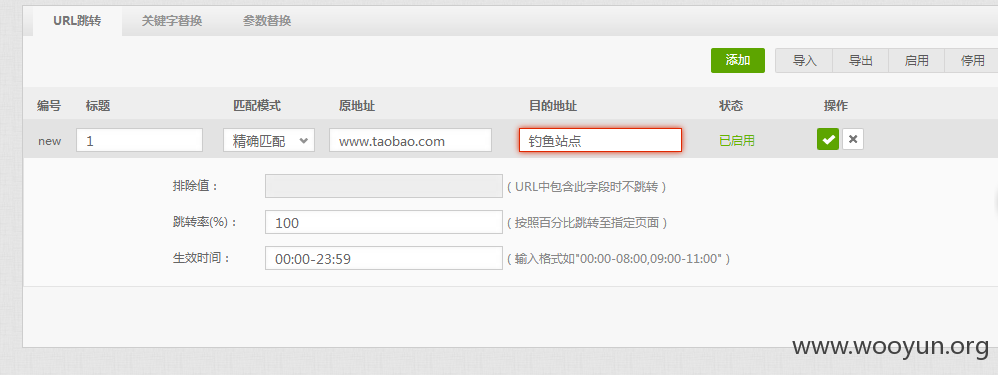 URL跳转 关键字替换 参数替换
添加 导入 导出 启用 停用
编号 标题 匹配模式 原地址 目的地址 状态 操作
new 1 精确匹配 www.taobao.com 钓鱼站点 已启用
排除值： ( URL中包含此字段时不跳转 )
跳转率(%)： 100 ( 按照百分比跳转至指定页面 )
生效时间： 00:00-23:59 ( 输入格式如"00:00-08:00,09:00-11:00" )
www.wooyun.org